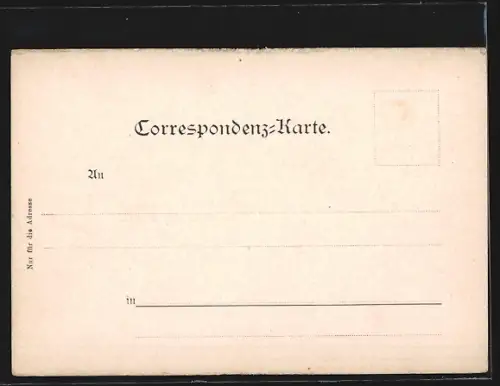 Correspondenz-Karte.
An
in
Nur für die Adresse